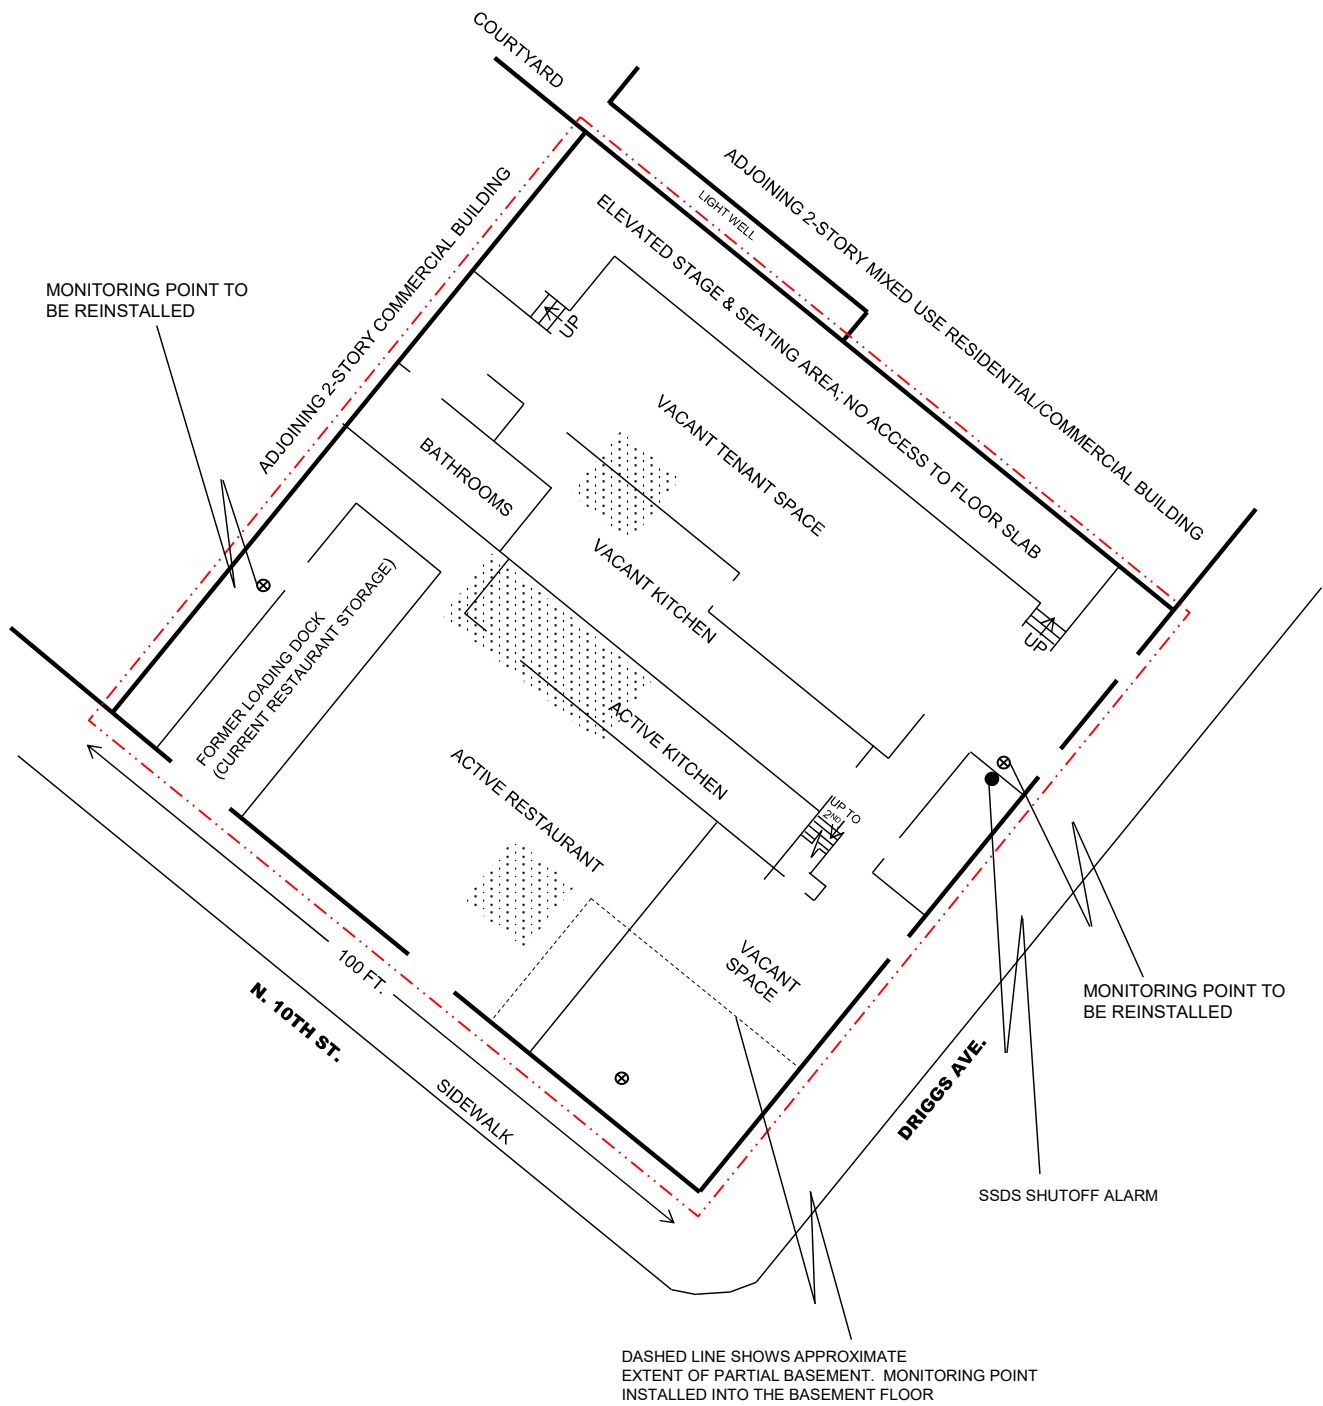 COURTYARD
ADJOINING 2-STORY MIXED USE RESIDENTIAL/COMMERCIAL BUILDING
LIGHT WELL
ELEVATED STAGE & SEATING AREA; NO ACCESS TO FLOOR SLAB
ADJOINING 2-STORY COMMERCIAL BUILDING
MONITORING POINT TO
BE REINSTALLED
UP
VACANT TENANT SPACE
BATHROOMS
VACANT KITCHEN
UP
FORMER LOADING DOCK
(CURRENT RESTAURANT STORAGE)
ACTIVE KITCHEN
ACTIVE RESTAURANT
UP TO
2ND
VACANT
SPACE
100 FT.
N. 10TH ST.
SIDEWALK
MONITORING POINT TO
BE REINSTALLED
DRIGGS AVE.
SSDS SHUTOFF ALARM
DASHED LINE SHOWS APPROXIMATE
EXTENT OF PARTIAL BASEMENT. MONITORING POINT
INSTALLED INTO THE BASEMENT FLOOR